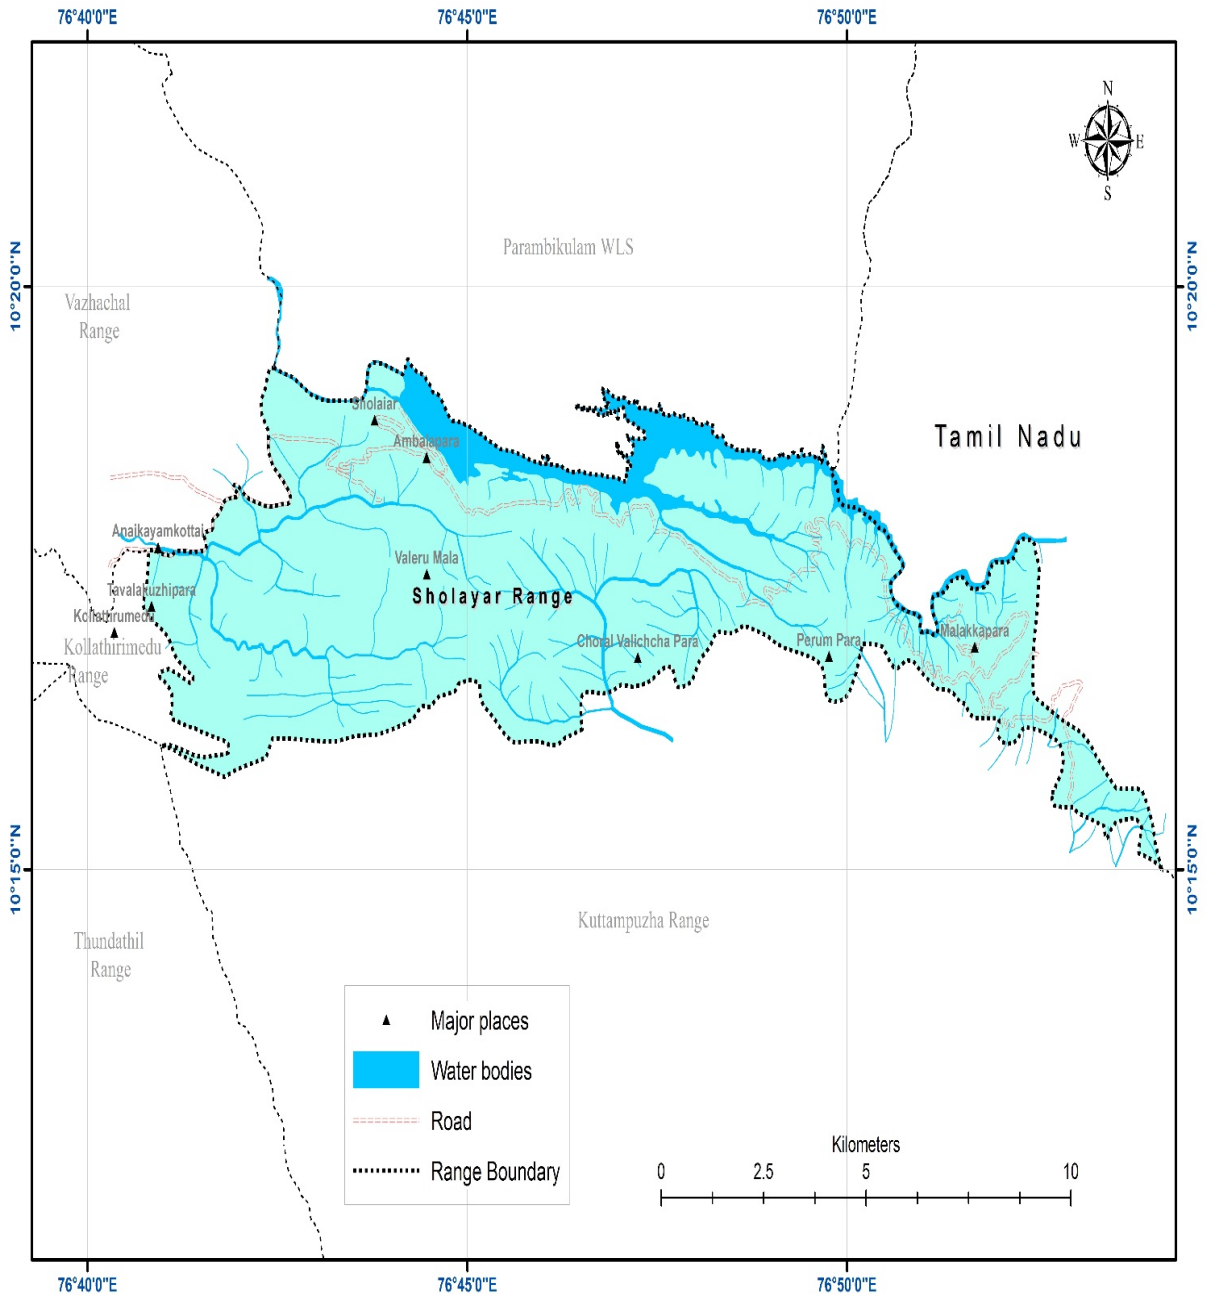 76°40'0"E
76°45'0"E
76°50'0"E
N
W
E
S
10°20'0"N
10°20'0"N
Parambikulam WLS
Vazhachal
Range
Tamil Nadu
Sholaiar
Ambalapara
Anaikayamkottai
Valeru Mala
Tavalakuzhipara
Sholayar Range
Kollathirumedu
Kollathirimedu
Range
Choral Valichcha Para
Perum Para
Malakkapara
10°15'0"N
10°15'0"N
Kuttampuzha Range
Thundathil
Range
Major places
Water bodies
Road
Range Boundary
Kilometers
0
2.5
5
10
76°40'0"E
76°45'0"E
76°50'0"E